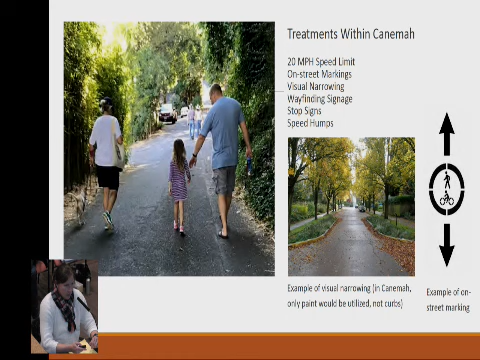 Treatments Within Canemah
20 MPH Speed Limit
On-street Markings
Visual Narrowing
Wayfinding Signage
Stop Signs
Speed Humps
Example of visual narrowing (in Canemah,
only paint would be utilized, not curbs)
Example of on-
street marking